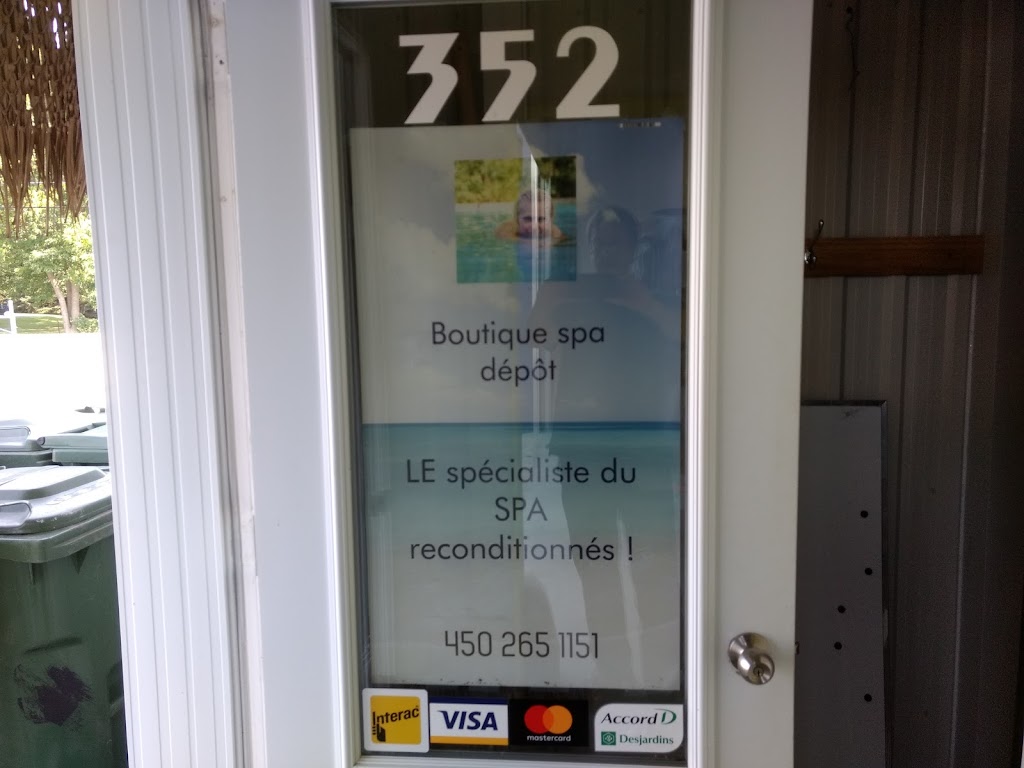 352
Boutique spa
dépôt
LE spécialiste du
SPA
reconditionnés !
450 265 1151
Interac
VISA
mastercard
Accord D
Desjardins